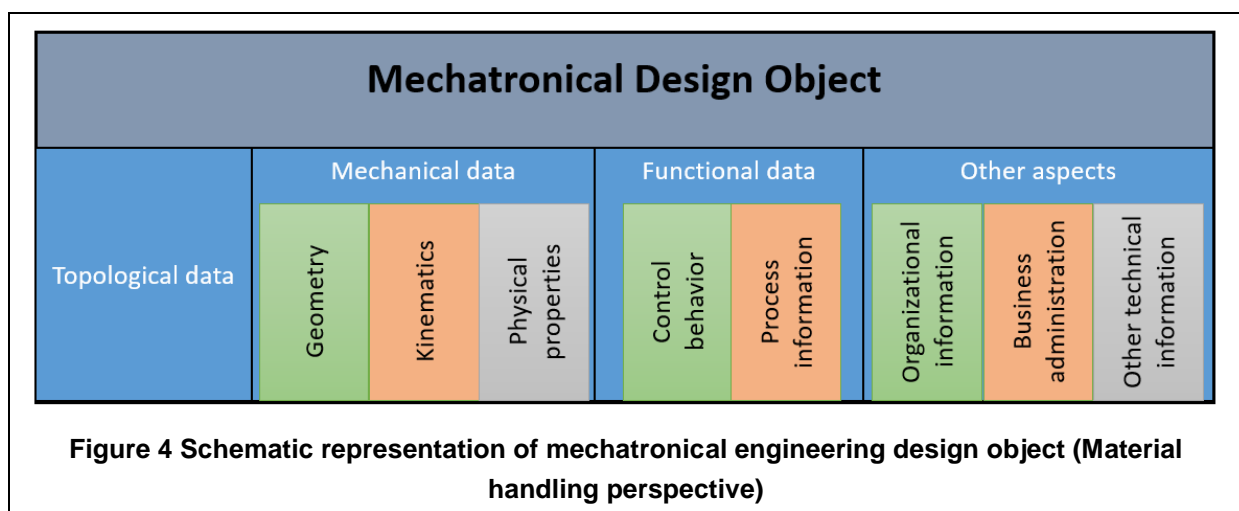 Mechatronical Design Object
Topological data
Mechanical data
Geometry
Kinematics
Physical
properties
Functional data
Control
behavior
Process
information
Other aspects
Organizational
information
Business
administration
Other technical
information
Figure 4 Schematic representation of mechatronical engineering design object (Material
handling perspective)